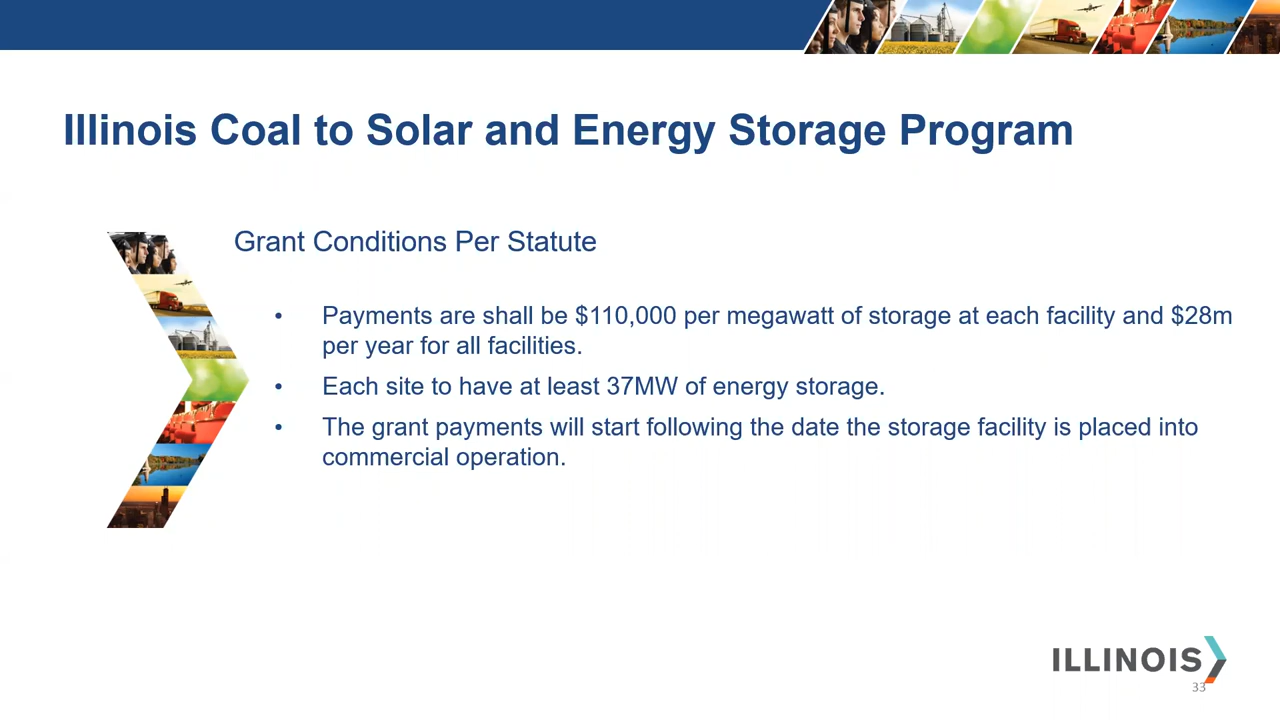 Illinois Coal to Solar and Energy Storage Program
Grant Conditions Per Statute
• Payments are shall be $110,000 per megawatt of storage at each facility and $28m
per year for all facilities.
• Each site to have at least 37MW of energy storage.
• The grant payments will start following the date the storage facility is placed into
commercial operation.
ILLINOIS
33